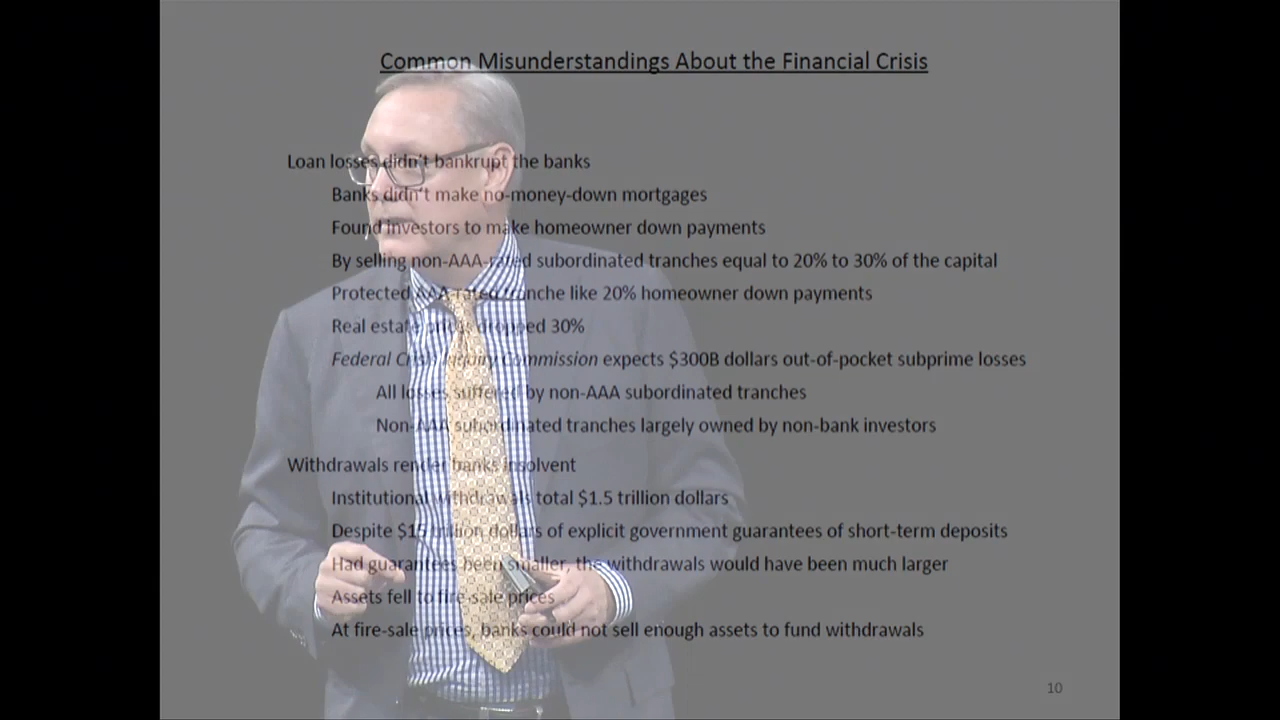 Common Misunderstandings About the Financial Crisis
Loan losses didn't bankrupt the banks
Banks didn't make no-money-down mortgages
Found investors to make homeowner down payments
By selling non-AAA-rated subordinated tranches equal to 20% to 30% of the capital
Protected AAA-rated tranche like 20% homeowner down payments
Real estate prices dropped 30%
Federal Crisis Inquiry Commission expects $300B dollars out-of-pocket subprime losses
All losses suffered by non-AAA subordinated tranches
Non-AAA subordinated tranches largely owned by non-bank investors
Withdrawals render banks insolvent
Institutional withdrawals total $1.5 trillion dollars
Despite $15 trillion dollars of explicit government guarantees of short-term deposits
Had guarantees been smaller, the withdrawals would have been much larger
Assets fell to fire-sale prices
At fire-sale prices, banks could not sell enough assets to fund withdrawals
10